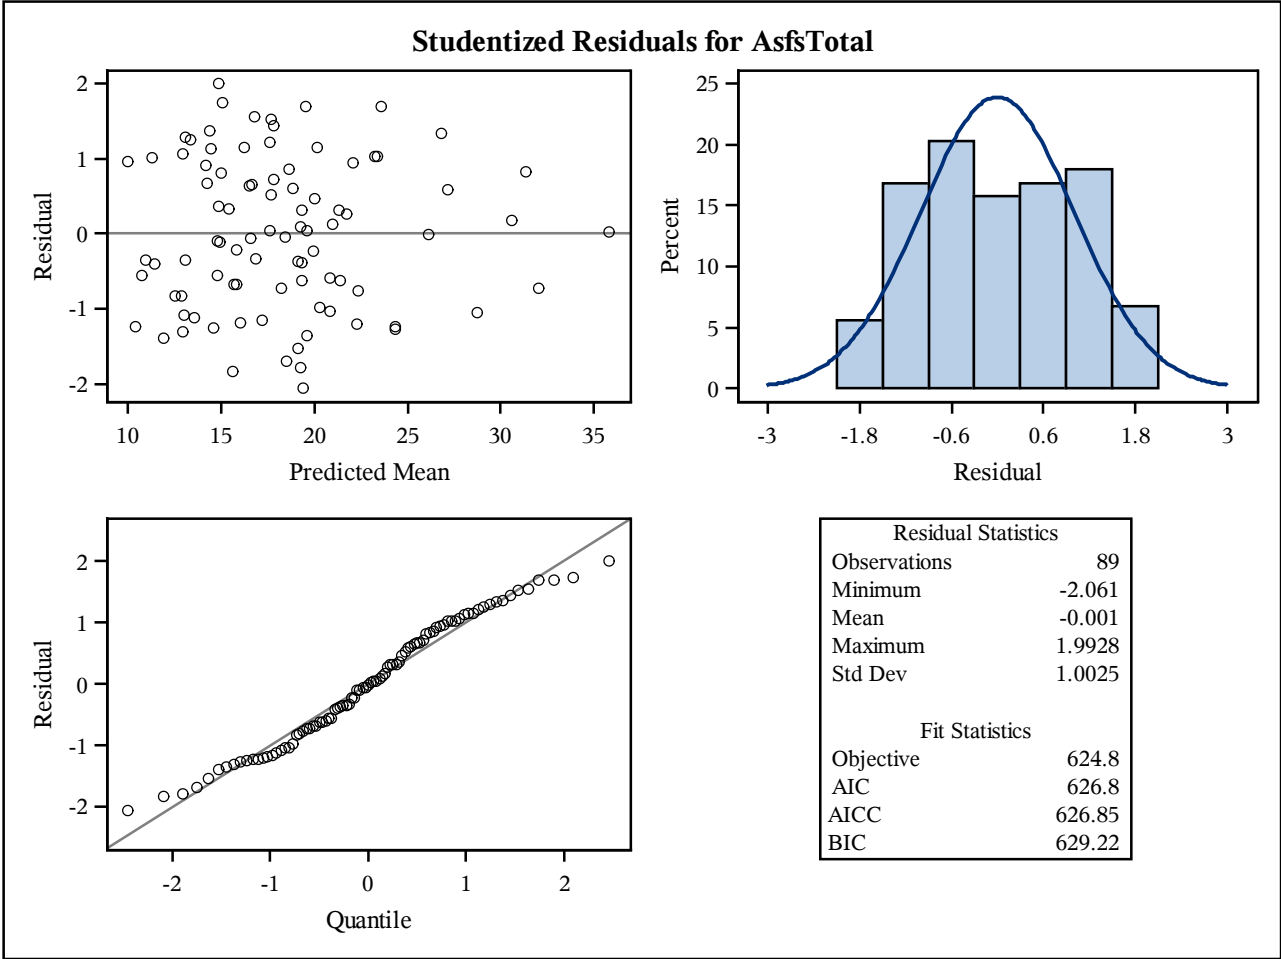 Studentized Residuals for AsfsTotal
2
1
0
-1
-2
Residual
10 15 20 25 30 35
Predicted Mean
25
20
15
10
5
0
Percent
-3 -1.8 -0.6 0.6 1.8 3
Residual
2
1
0
-1
-2
Residual
-2 -1 0 1 2
Quantile
Residual Statistics
Observations 89
Minimum -2.061
Mean -0.001
Maximum 1.9928
Std Dev 1.0025
Fit Statistics
Objective 624.8
AIC 626.8
AICC 626.85
BIC 629.22